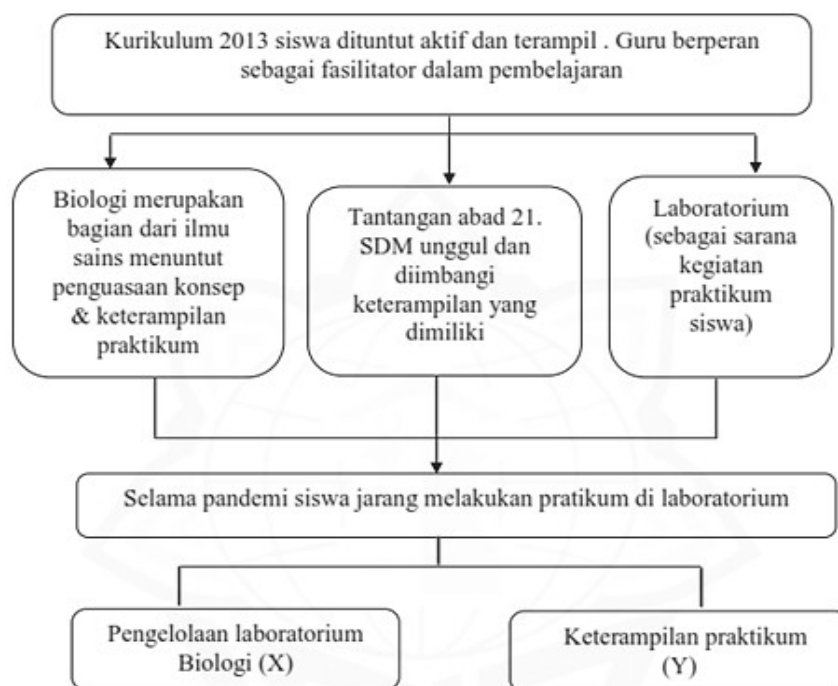 Kurikulum 2013 siswa dituntut aktif dan terampil . Guru berperan
sebagai fasilitator dalam pembelajaran
Biologi merupakan
bagian dari ilmu
sains menuntut
penguasaan konsep
& keterampilan
praktikum
Tantangan abad 21.
SDM unggul dan
diimbangi
keterampilan yang
dimiliki
Laboratorium
(sebagai sarana
kegiatan
praktikum
siswa)
Selama pandemi siswa jarang melakukan pratikum di laboratorium
Pengelolaan laboratorium
Biologi (X)
Keterampilan praktikum
(Y)